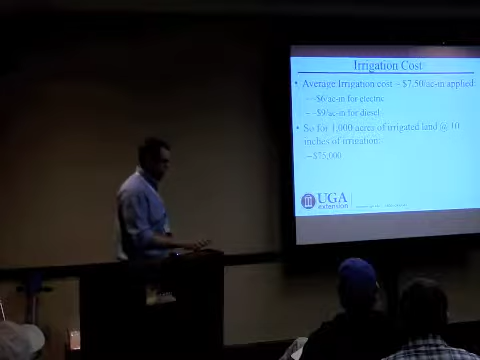 Irrigation Cost
• Average Irrigation cost ~ $7.50/ac-in applied
–~$6/ac-in for electric
–~$9/ac-in for diesel
• So for 1,000 acres of irrigated land @ 10
inches of irrigation:
–$75,000
UGA
extension